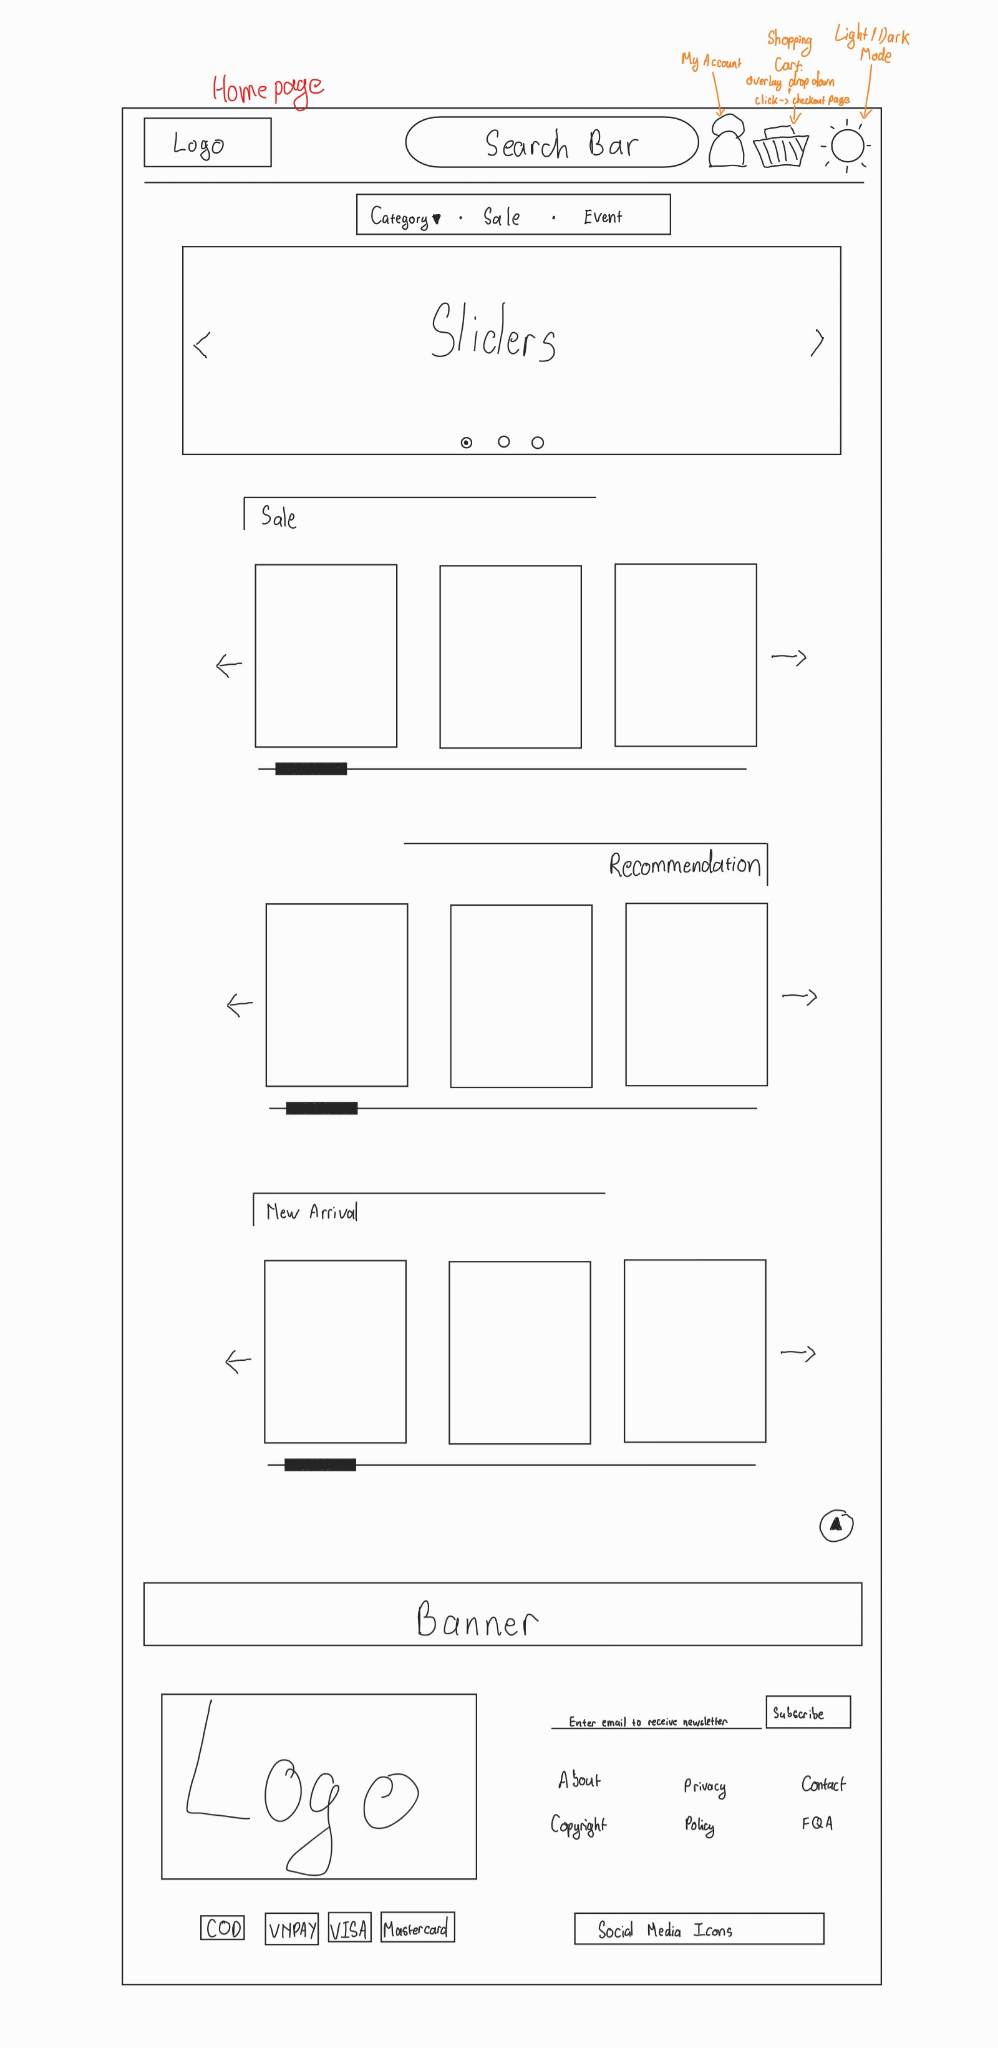 Home page
My Account
Shopping
Cart:
overlay drop down
click -> checkout page
Light/Dark
Mode
Logo
Search Bar
Category ▼ · Sale · Event
Sliders
Sale
Recommendation
New Arrival
Banner
Logo
Enter email to receive newsletter
Subscribe
About Privacy Contact
Copyright Policy FQA
COD VNPAY VISA Mastercard
Social Media Icons